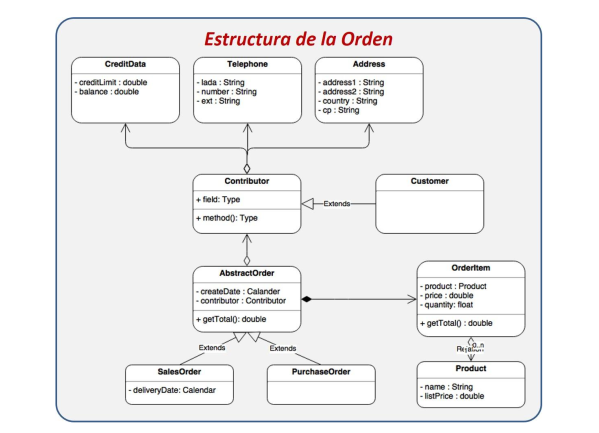 Estructura de la Orden
CreditData
- creditLimit : double
- balance : double
Telephone
- lada : String
- number : String
- ext : String
Address
- address1 : String
- address2 : String
- country : String
- cp : String
Contributor
+ field: Type
+ method(): Type
Extends
Customer
AbstractOrder
- createDate : Calander
- contributor : Contributor
+ getTotal() : double
OrderItem
- product : Product
- price : double
- quantity: float
+ getTotal() : double
Extends
Extends
0..n
SalesOrder
- deliveryDate: Calendar
PurchaseOrder
Product
- name : String
- listPrice : double